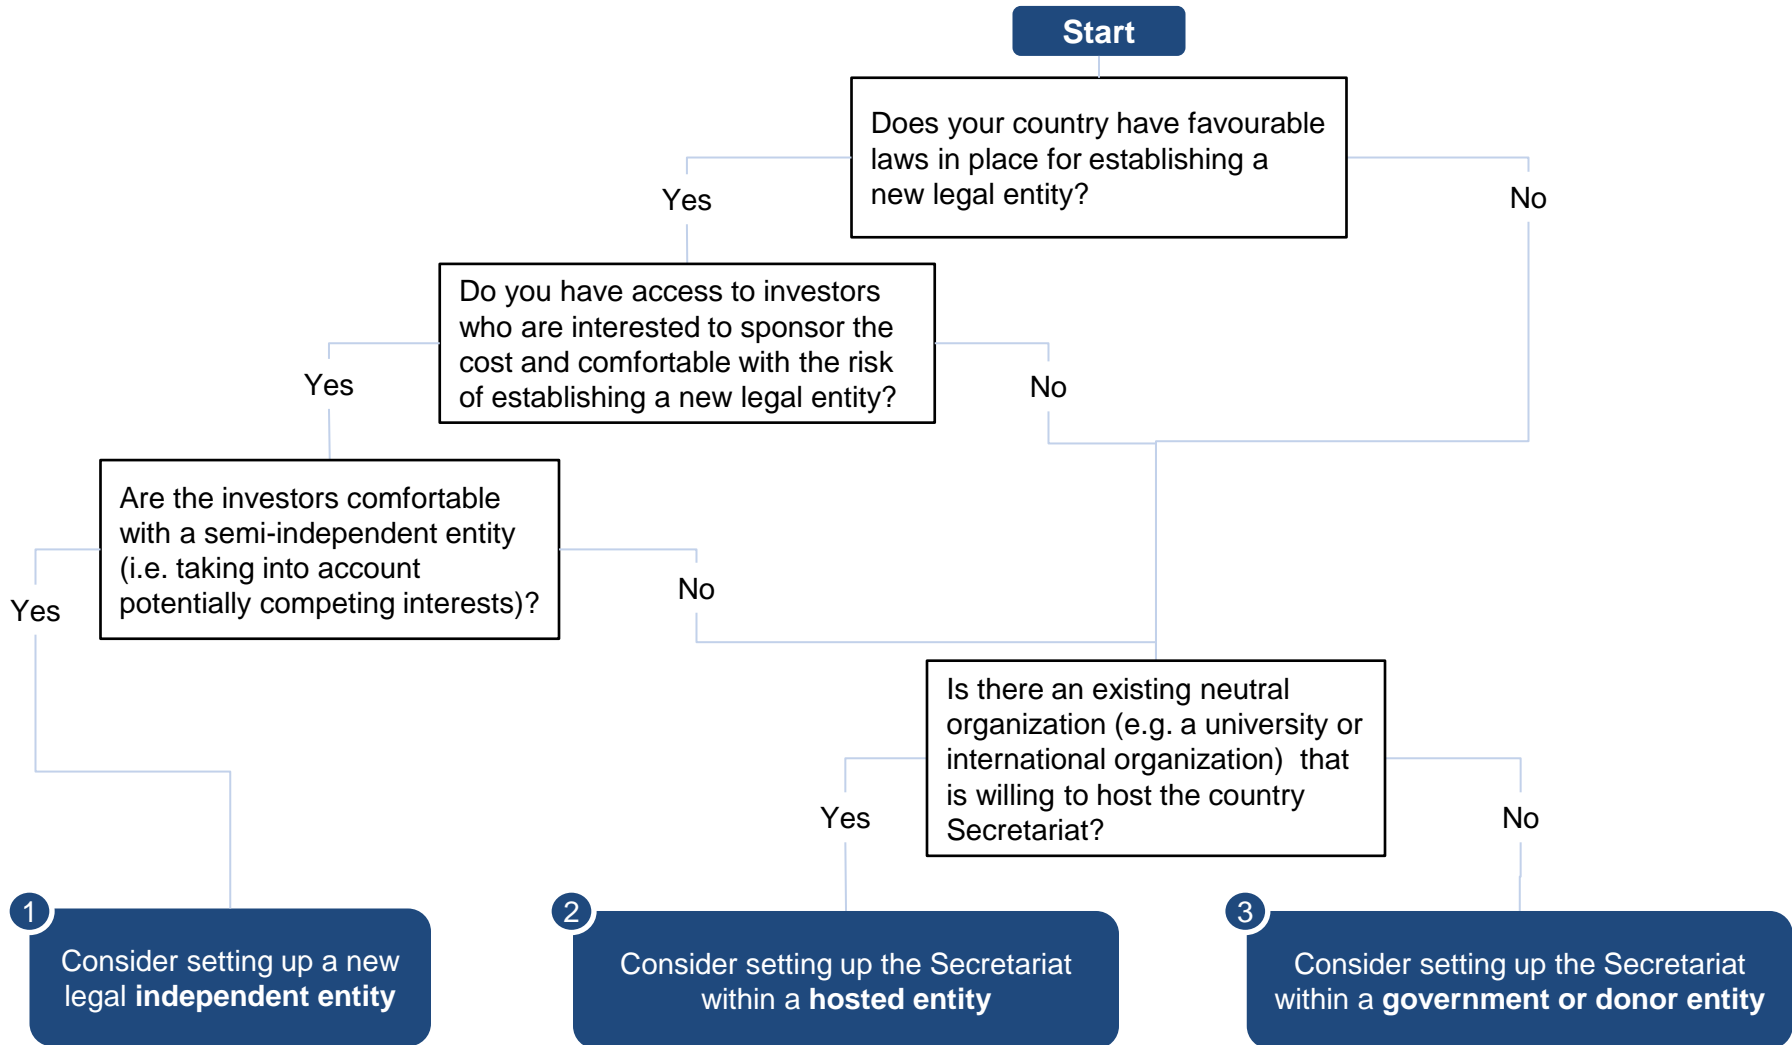 Start
Does your country have favourable
laws in place for establishing a
new legal entity?
Yes
No
Do you have access to investors
who are interested to sponsor the
cost and comfortable with the risk
of establishing a new legal entity?
Yes
No
Are the investors comfortable
with a semi-independent entity
(i.e. taking into account
potentially competing interests)?
Yes
No
Is there an existing neutral
organization (e.g. a university or
international organization)  that
is willing to host the country
Secretariat?
Yes
No
1
Consider setting up a new
legal independent entity
2
Consider setting up the Secretariat
within a hosted entity
3
Consider setting up the Secretariat
within a government or donor entity